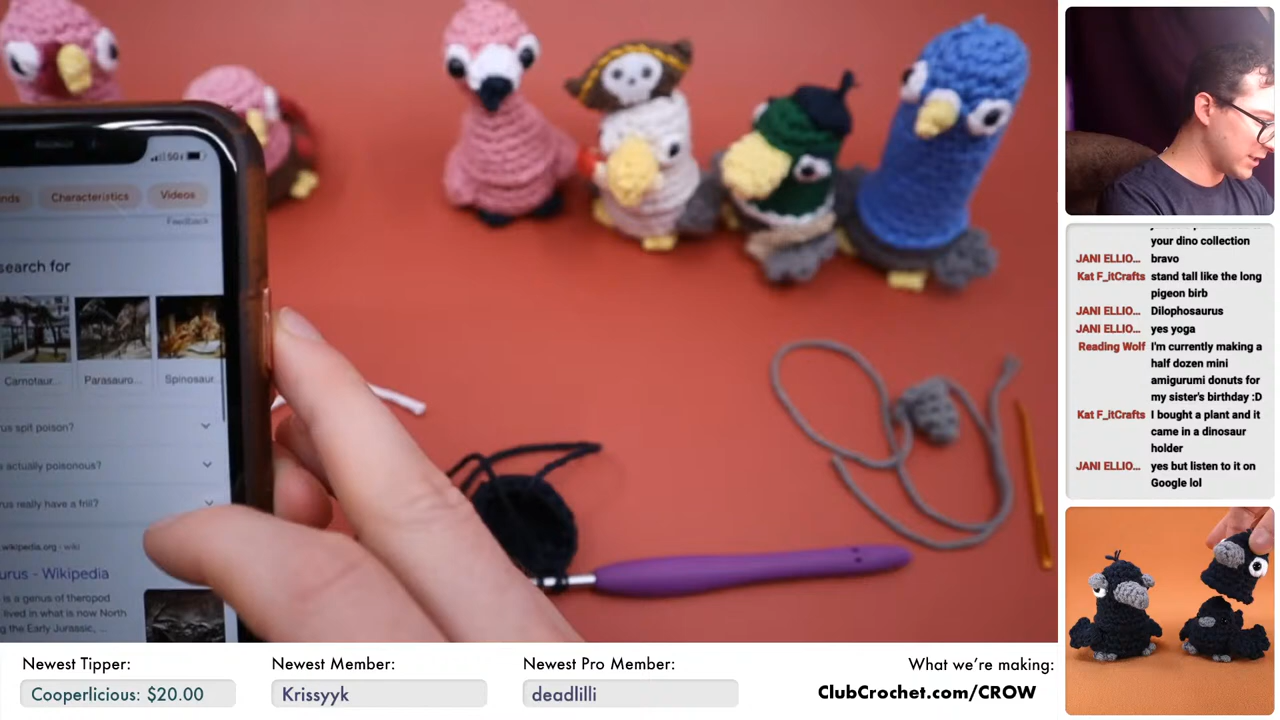 5G
nds Characteristics Videos
Feedback
search for
Carnotaur... Parasauro... Spinosaur
us spit poison?
actually poisonous?
rus really have a frill?
wikipedia.org › wiki
urus - Wikipedia
is a genus of theropod
lived in what is now North
g the Early Jurassic, ...
your dino collection
JANI ELLIO... bravo
Kat F_itCrafts stand tall like the long
pigeon birb
JANI ELLIO... Dilophosaurus
JANI ELLIO... yes yoga
Reading Wolf I'm currently making a
half dozen mini
amigurumi donuts for
my sister's birthday :D
Kat F_itCrafts I bought a plant and it
came in a dinosaur
holder
JANI ELLIO... yes but listen to it on
Google lol
Newest Tipper:
Cooperlicious: $20.00
Newest Member:
Krissyyk
Newest Pro Member:
deadlilli
What we're making:
ClubCrochet.com/CROW